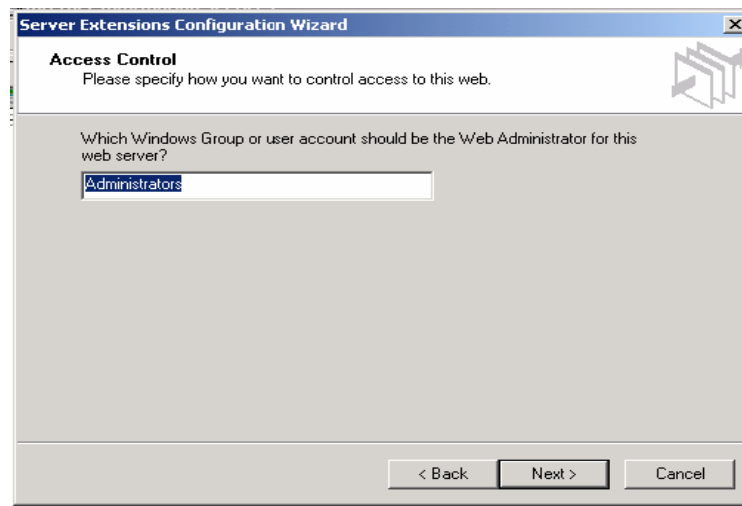 Server Extensions Configuration Wizard
Access Control
Please specify how you want to control access to this web.
Which Windows Group or user account should be the Web Administrator for this
web server?
Administrators
< Back
Next >
Cancel